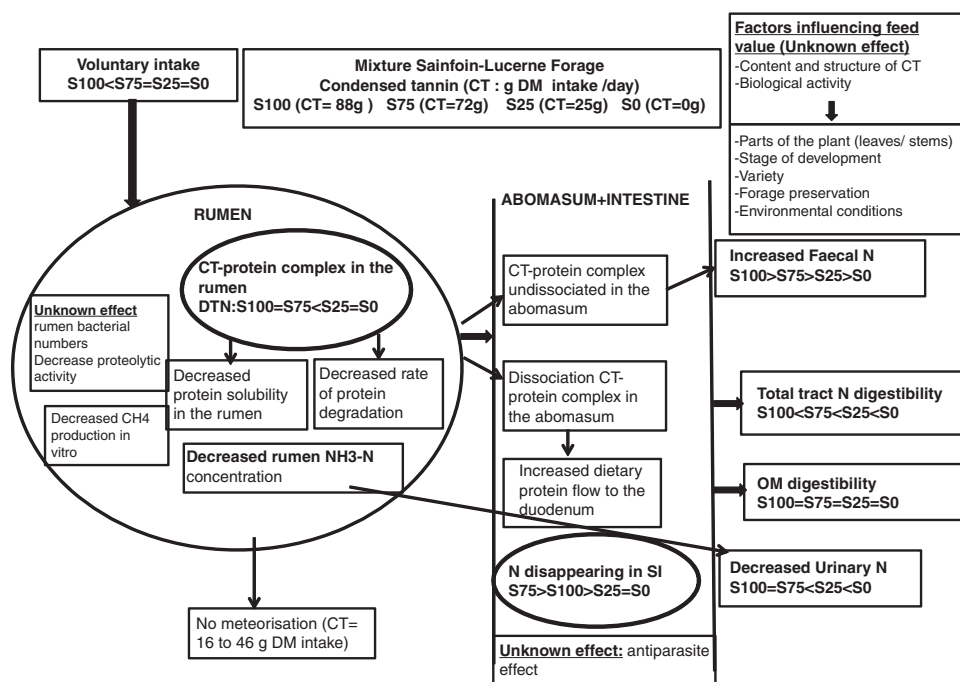 Voluntary intake
S100<S75=S25=S0
Mixture Sainfoin-Lucerne Forage
Condensed tannin (CT : g DM intake /day)
S100 (CT= 88g ) S75 (CT=72g) S25 (CT=25g) S0 (CT=0g)
Factors influencing feed
value (Unknown effect)
-Content and structure of CT
-Biological activity
-Parts of the plant (leaves/ stems)
-Stage of development
-Variety
-Forage preservation
-Environmental conditions
RUMEN
CT-protein complex in the
rumen
DTN:S100=S75<S25=S0
Unknown effect
rumen bacterial
numbers
Decrease proteolytic
activity
Decreased
protein solubility
in the rumen
Decreased rate
of protein
degradation
Decreased CH4
production in
vitro
Decreased rumen NH3-N
concentration
No meteorisation (CT=
16 to 46 g DM intake)
ABOMASUM+INTESTINE
CT-protein complex
undissociated in the
abomasum
Dissociation CT-
protein complex
in the abomasum
Increased dietary
protein flow to the
duodenum
N disappearing in SI
S75>S100>S25=S0
Unknown effect: antiparasite
effect
Increased Faecal N
S100>S75>S25>S0
Total tract N digestibility
S100<S75<S25<S0
OM digestibility
S100=S75=S25=S0
Decreased Urinary N
S100=S75<S25<S0